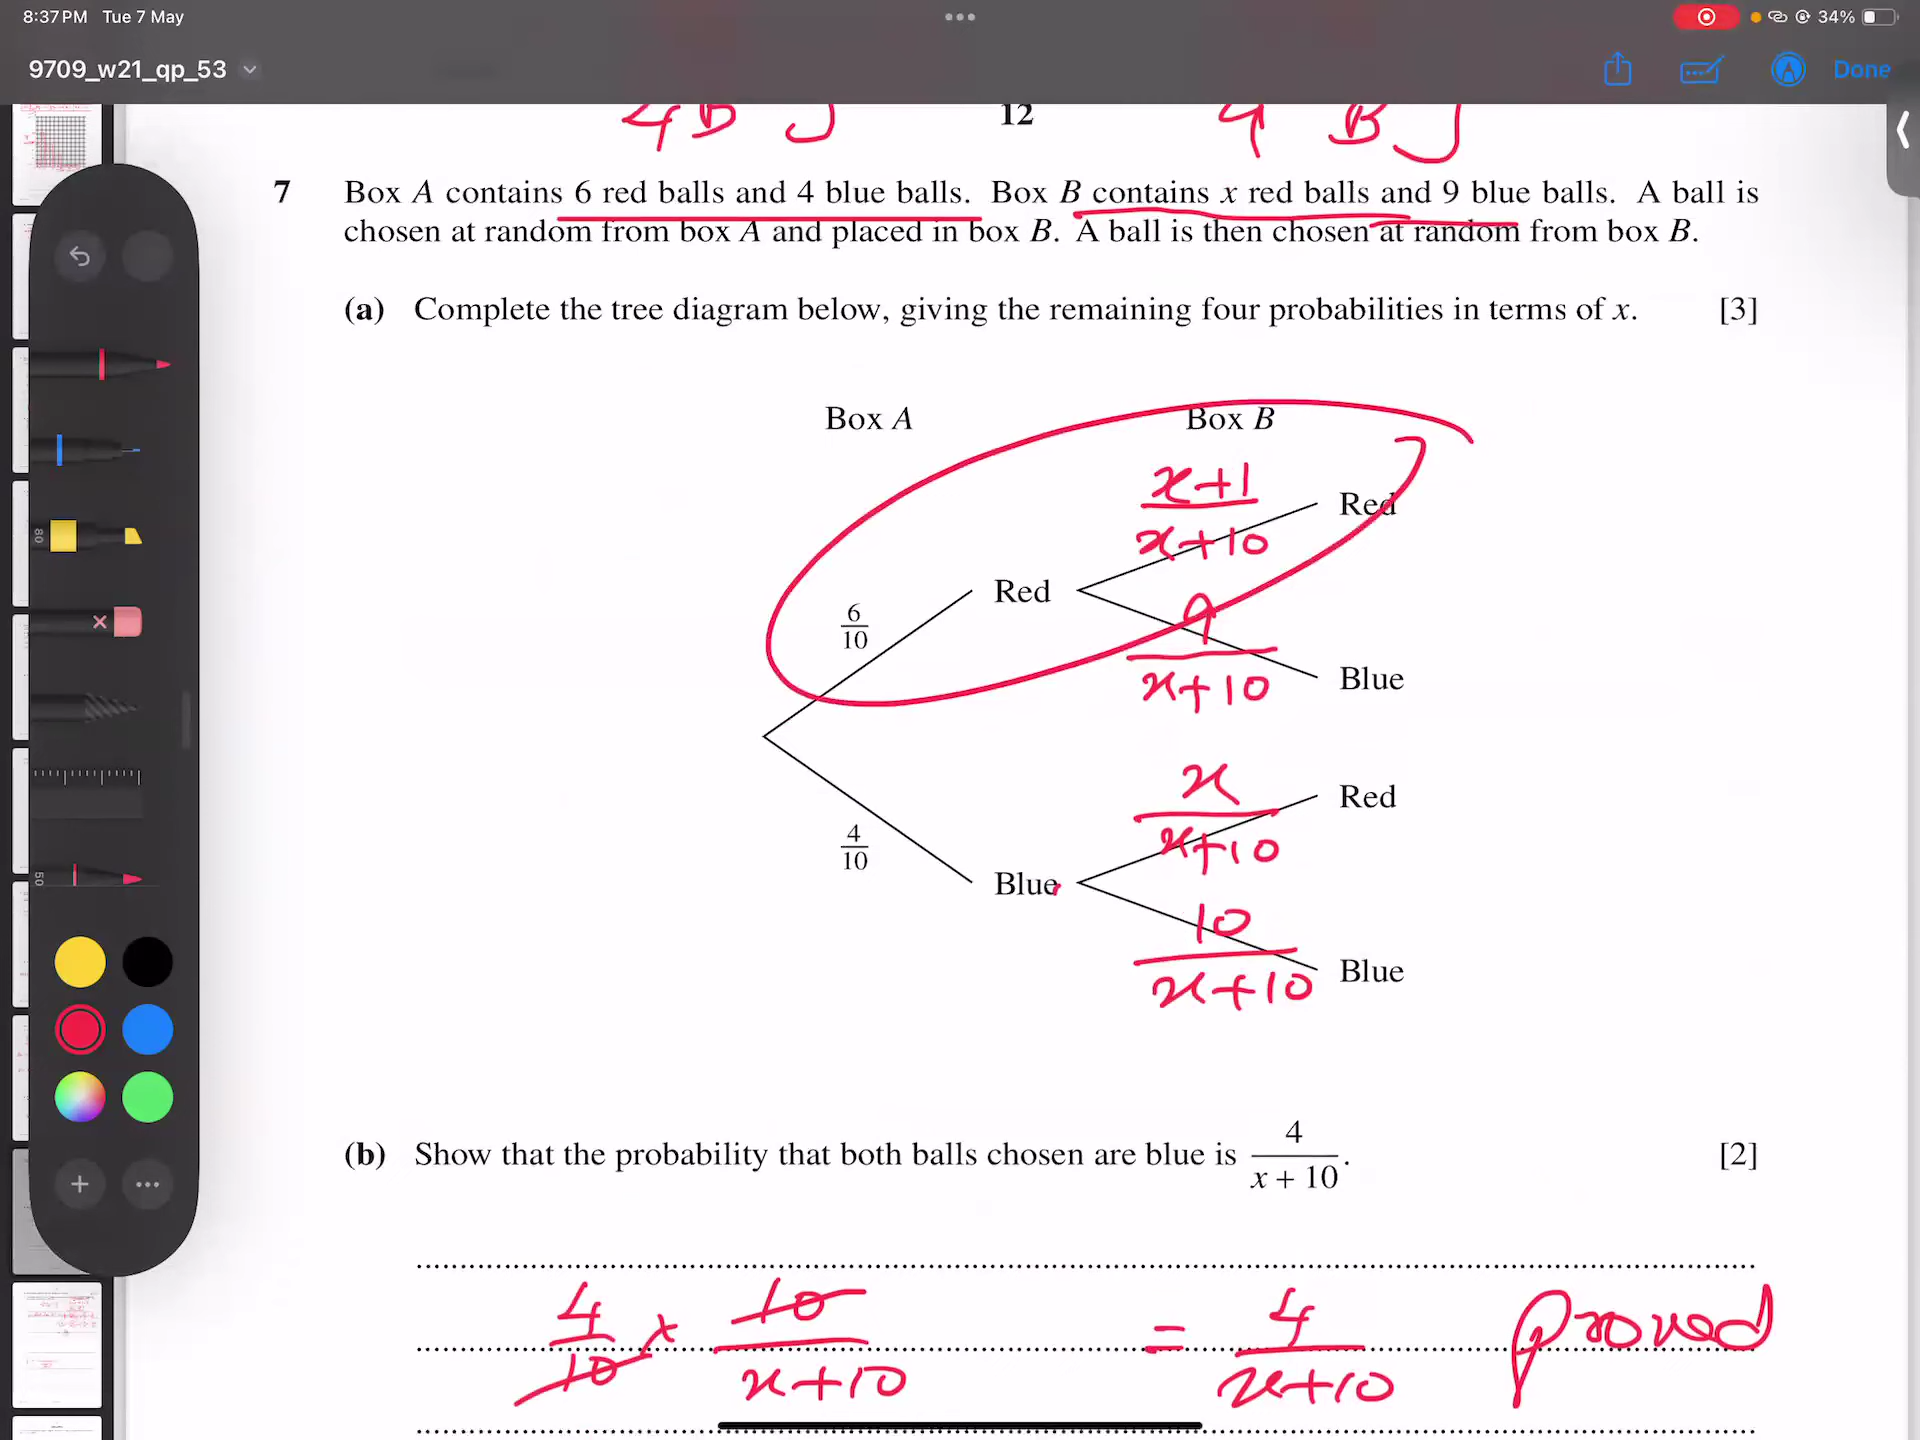 8:37 PM Tue 7 May
34%
9709_w21_qp_53
Done
4 B
12
4 B
7 Box A contains 6 red balls and 4 blue balls. Box B contains x red balls and 9 blue balls. A ball is
chosen at random from box A and placed in box B. A ball is then chosen at random from box B.
(a) Complete the tree diagram below, giving the remaining four probabilities in terms of x. [3]
Box A Box B
x+1
x+10
Red
6
10
Red
9
x+10
Blue
x
x+10
Red
4
10
Blue
10
x+10
Blue
(b) Show that the probability that both balls chosen are blue is 4/(x + 10). [2]
4/10 × 10/(x+10) = 4/(x+10) proved
80
50